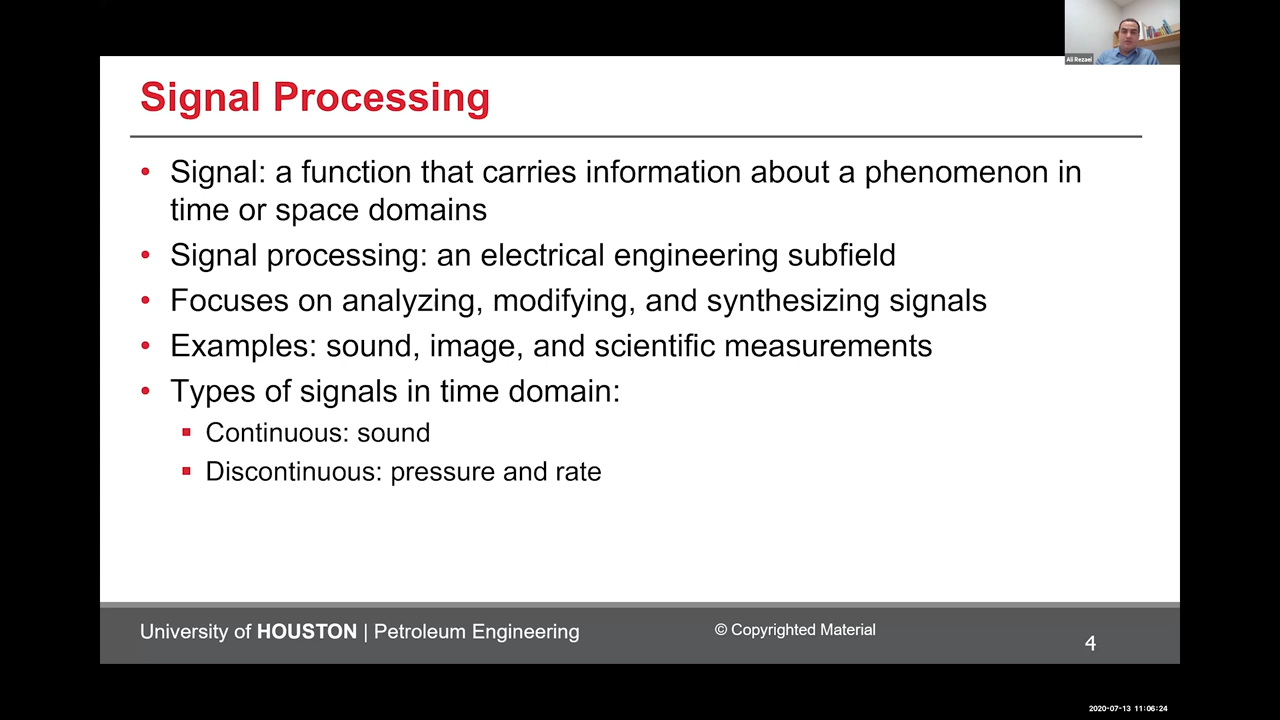 Ali Rezaei
Signal Processing
• Signal: a function that carries information about a phenomenon in
time or space domains
• Signal processing: an electrical engineering subfield
• Focuses on analyzing, modifying, and synthesizing signals
• Examples: sound, image, and scientific measurements
• Types of signals in time domain:
▪ Continuous: sound
▪ Discontinuous: pressure and rate
University of HOUSTON | Petroleum Engineering
© Copyrighted Material
4
2020-07-13 11:06:24